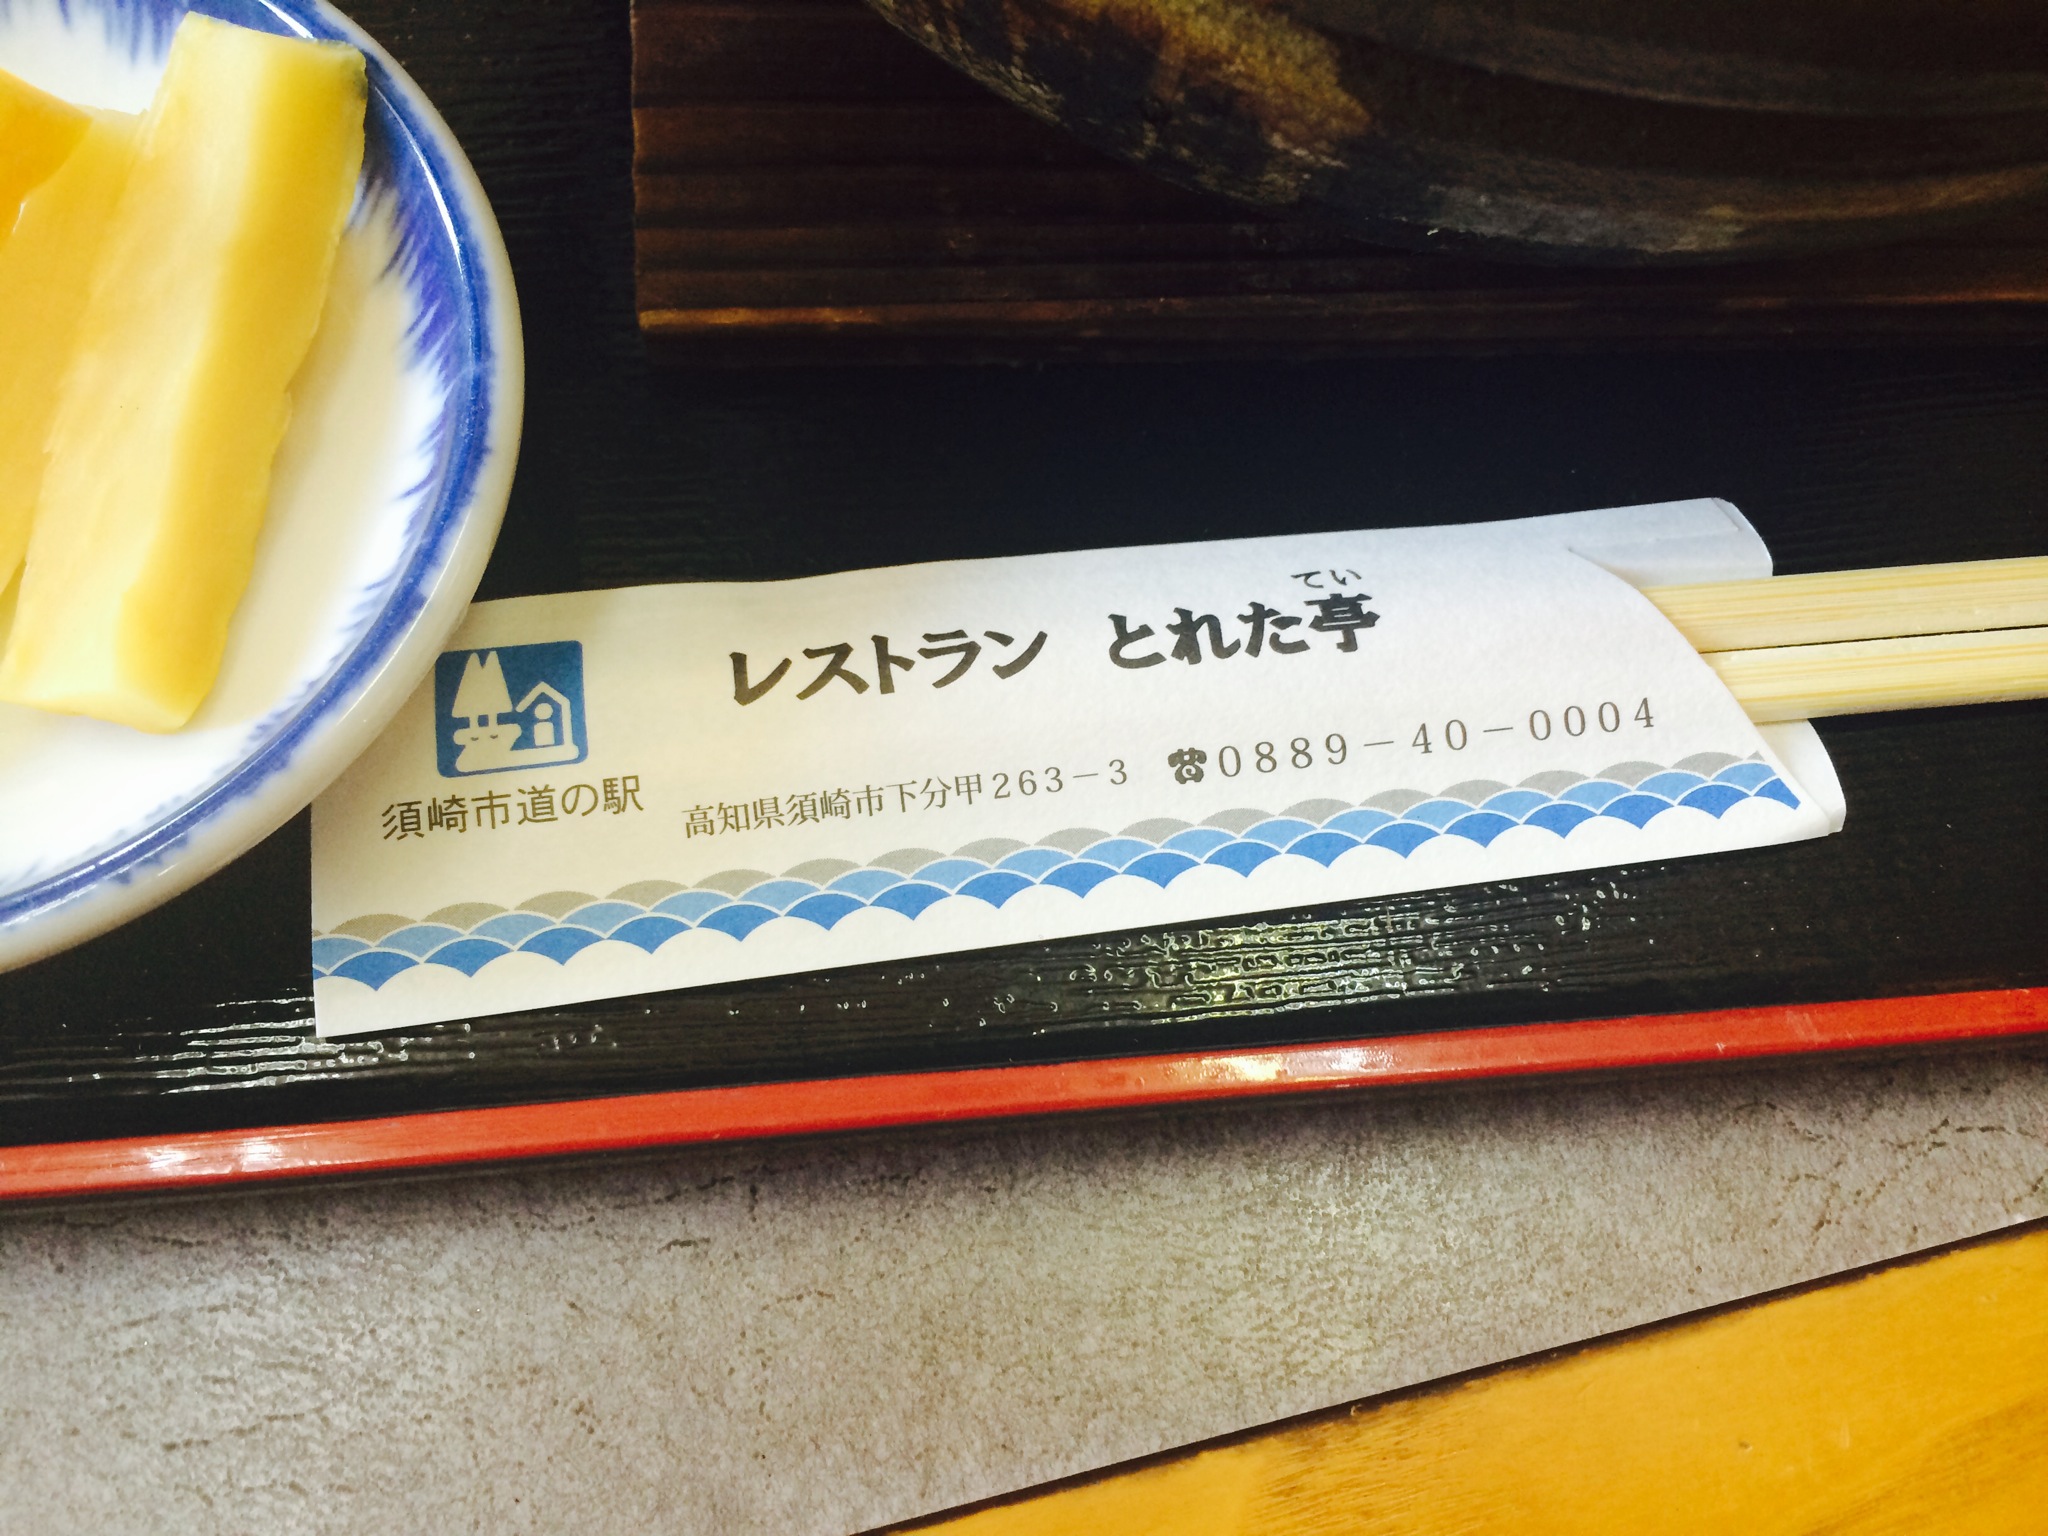 てい
レストラン とれた亭
須崎市道の駅
高知県須崎市下分甲263－3 ☎0889－40－0004